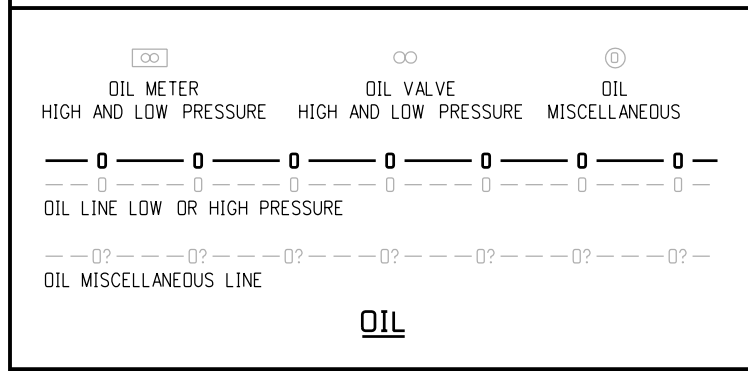 O
OIL METER OIL VALVE OIL
HIGH AND LOW PRESSURE HIGH AND LOW PRESSURE MISCELLANEOUS
O O O O O O O
O O O O O O O
OIL LINE LOW OR HIGH PRESSURE
O? O? O? O? O? O? O?
OIL MISCELLANEOUS LINE
OIL